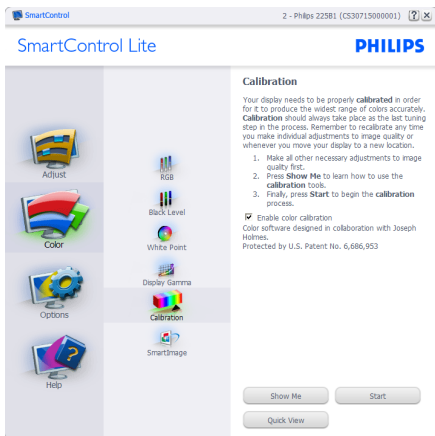 SmartControl
2 - Philips 225B1 (CS30715000001)
SmartControl Lite
PHILIPS
Adjust
Color
Options
Help
RGB
Black Level
White Point
Display Gamma
Calibration
SmartImage
Calibration
Your display needs to be properly calibrated in order
for it to produce the widest range of colors accurately.
Calibration should always take place as the last tuning
step in the process. Remember to recalibrate any time
you make individual adjustments to image quality or
whenever you move your display to a new location.
1. Make all other necessary adjustments to image
quality first.
2. Press Show Me to learn how to use the
calibration tools.
3. Finally, press Start to begin the calibration
process.
Enable color calibration
Color software designed in collaboration with Joseph
Holmes.
Protected by U.S. Patent No. 6,686,953
Show Me
Start
Quick View